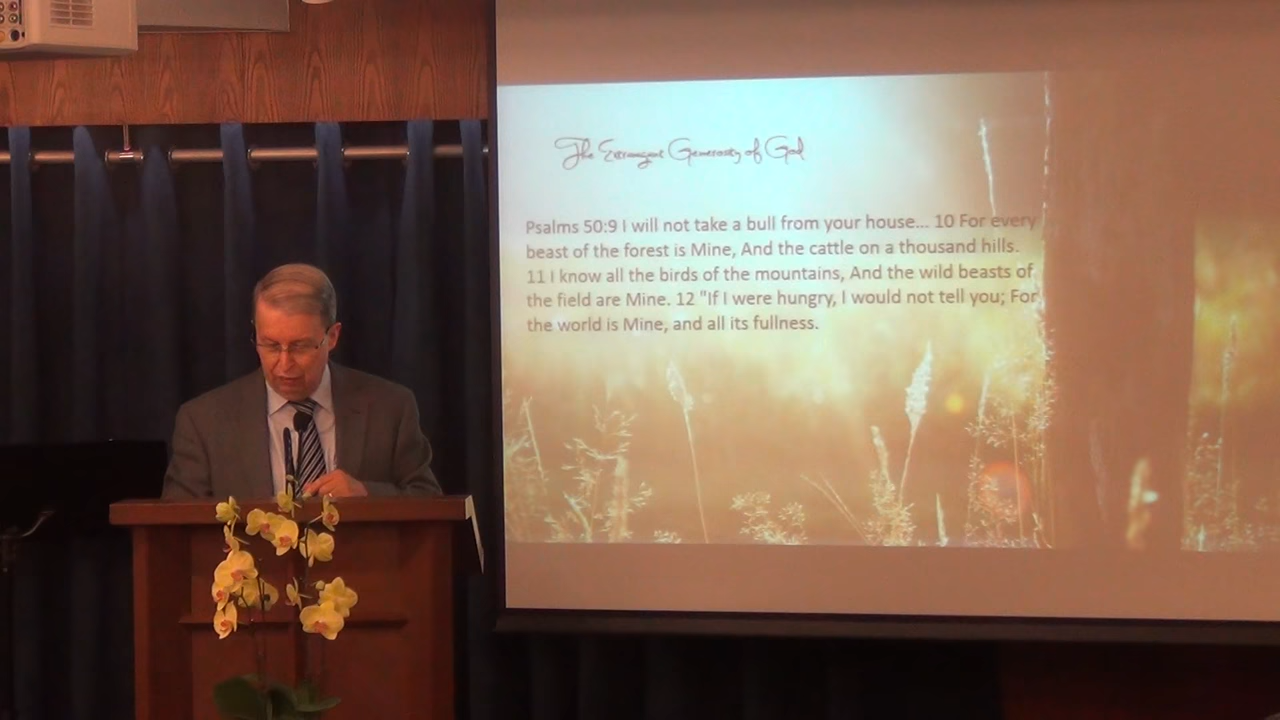 The Extravagant Generosity of God
Psalms 50:9 I will not take a bull from your house... 10 For every
beast of the forest is Mine, And the cattle on a thousand hills.
11 I know all the birds of the mountains, And the wild beasts of
the field are Mine. 12 "If I were hungry, I would not tell you; For
the world is Mine, and all its fullness.